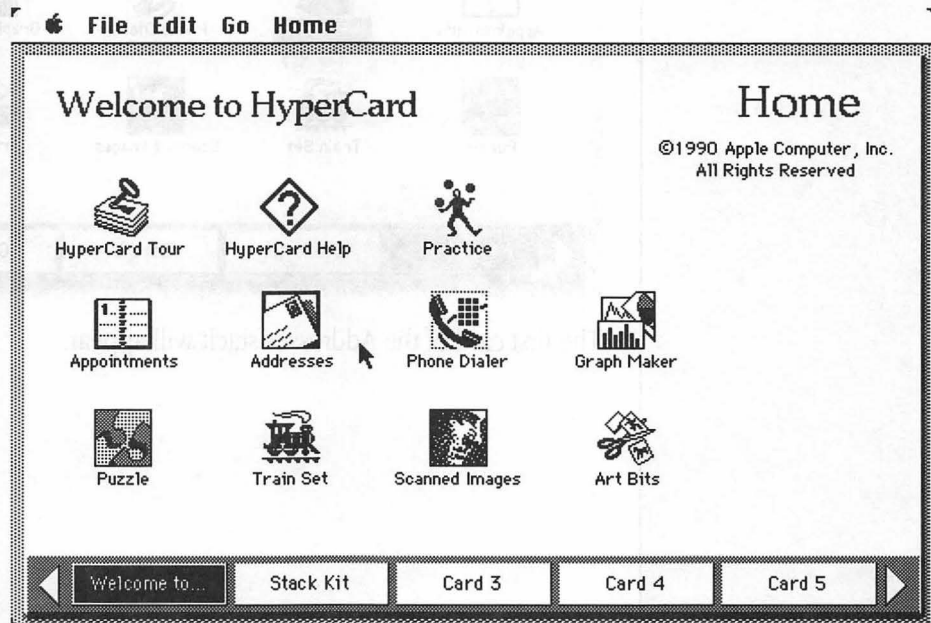 File Edit Go Home
Welcome to HyperCard
Home
©1990 Apple Computer, Inc.
All Rights Reserved
HyperCard Tour
HyperCard Help
Practice
1.
Appointments
Addresses
Phone Dialer
Graph Maker
Puzzle
Train Set
Scanned Images
Art Bits
Welcome to...
Stack Kit
Card 3
Card 4
Card 5